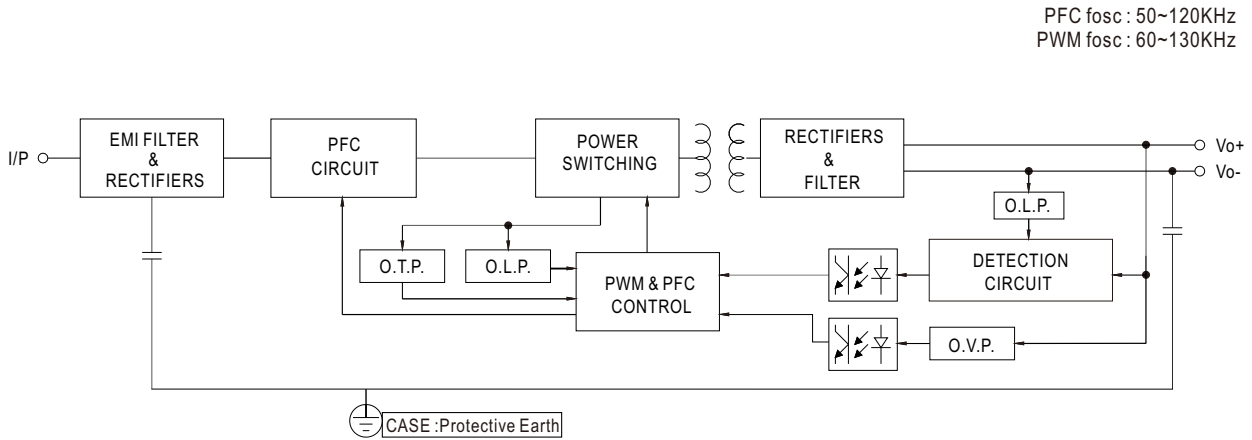 PFC fosc : 50~120KHz
PWM fosc : 60~130KHz
I/P
EMI FILTER
&
RECTIFIERS
PFC
CIRCUIT
POWER
SWITCHING
RECTIFIERS
&
FILTER
Vo+
Vo-
O.L.P.
O.T.P.
O.L.P.
PWM & PFC
CONTROL
DETECTION
CIRCUIT
O.V.P.
CASE :Protective Earth